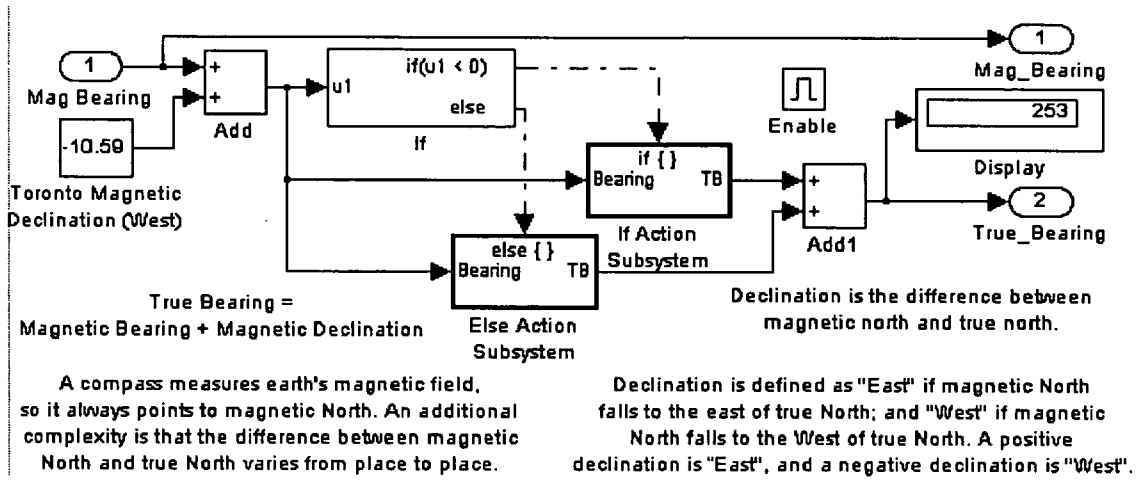 1
Mag Bearing
+
+
Add
-10.59
Toronto Magnetic
Declination (West)
u1
if(u1 < 0)
else
If
if { }
Bearing TB
If Action
Subsystem
else { }
Bearing TB
Else Action
Subsystem
Enable
+
+
Add1
1
Mag_Bearing
253
Display
2
True_Bearing
True Bearing =
Magnetic Bearing + Magnetic Declination
Declination is the difference between
magnetic north and true north.
A compass measures earth's magnetic field,
so it always points to magnetic North. An additional
complexity is that the difference between magnetic
North and true North varies from place to place.
Declination is defined as "East" if magnetic North
falls to the east of true North; and "West" if magnetic
North falls to the West of true North. A positive
declination is "East", and a negative declination is "West".